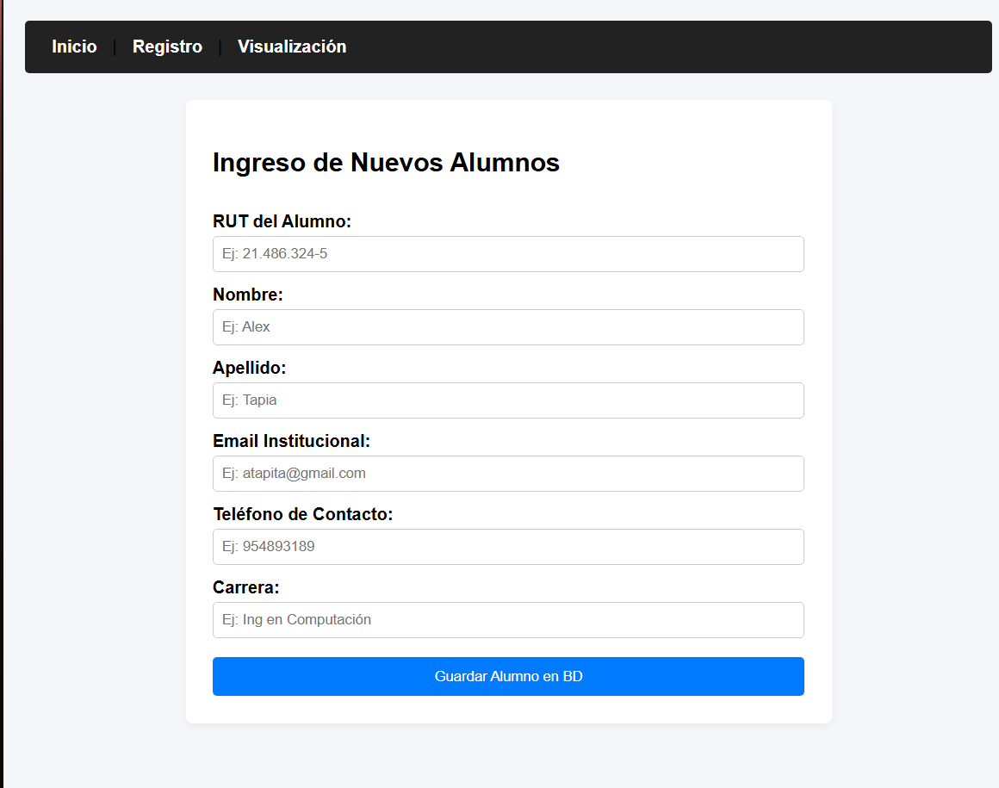 Inicio | Registro | Visualización
Ingreso de Nuevos Alumnos
RUT del Alumno:
Ej: 21.486.324-5
Nombre:
Ej: Alex
Apellido:
Ej: Tapia
Email Institucional:
Ej: atapita@gmail.com
Teléfono de Contacto:
Ej: 954893189
Carrera:
Ej: Ing en Computación
Guardar Alumno en BD